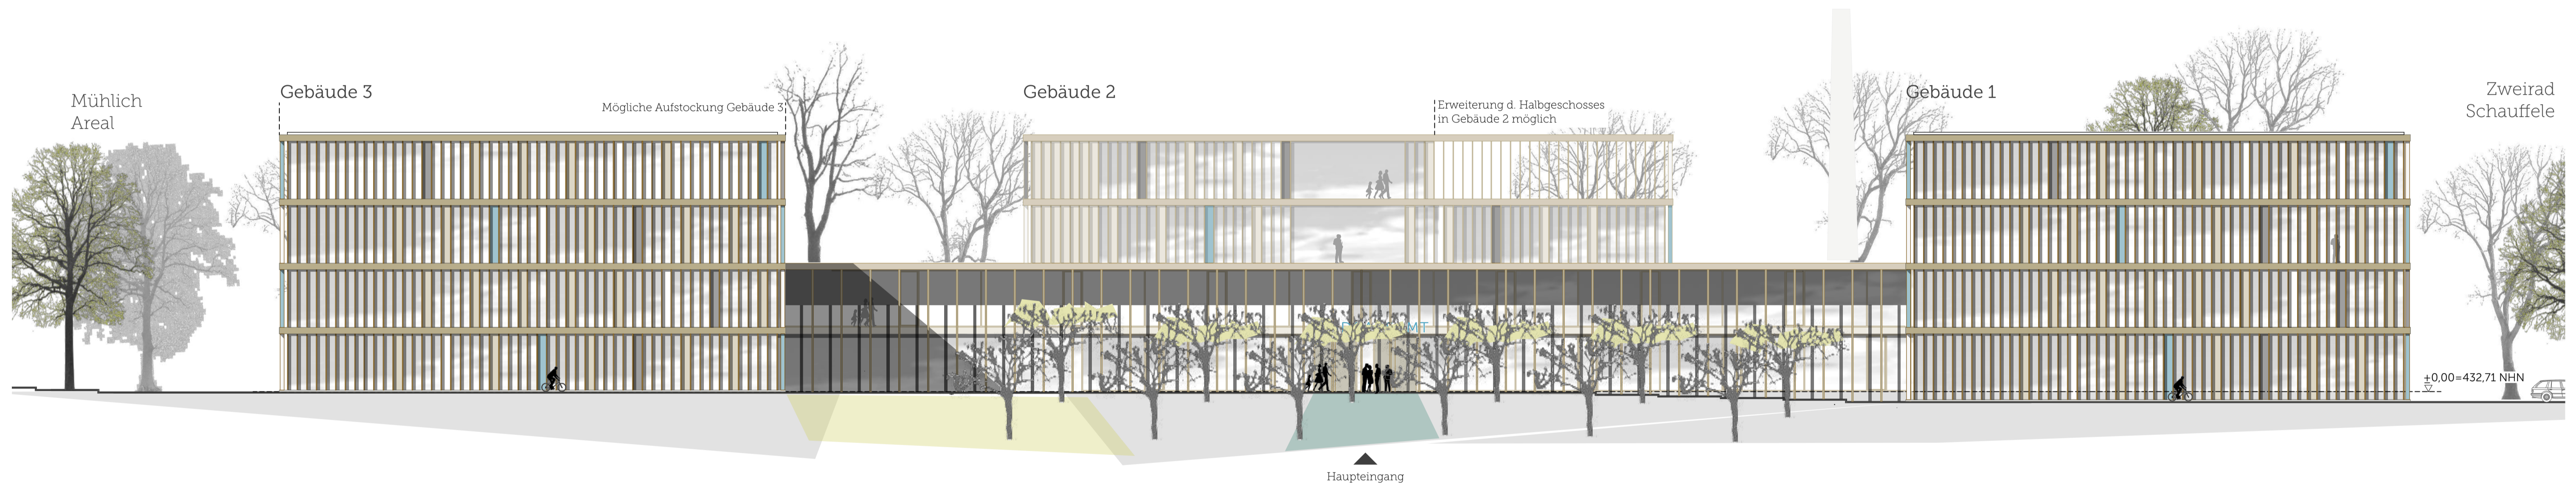 Mühlich
Areal
Gebäude 3
Mögliche Aufstockung Gebäude 3
Gebäude 2
Erweiterung d. Halbgeschosses
in Gebäude 2 möglich
Gebäude 1
Zweirad
Schauffele
±0,00=432,71 NHN
Haupteingang